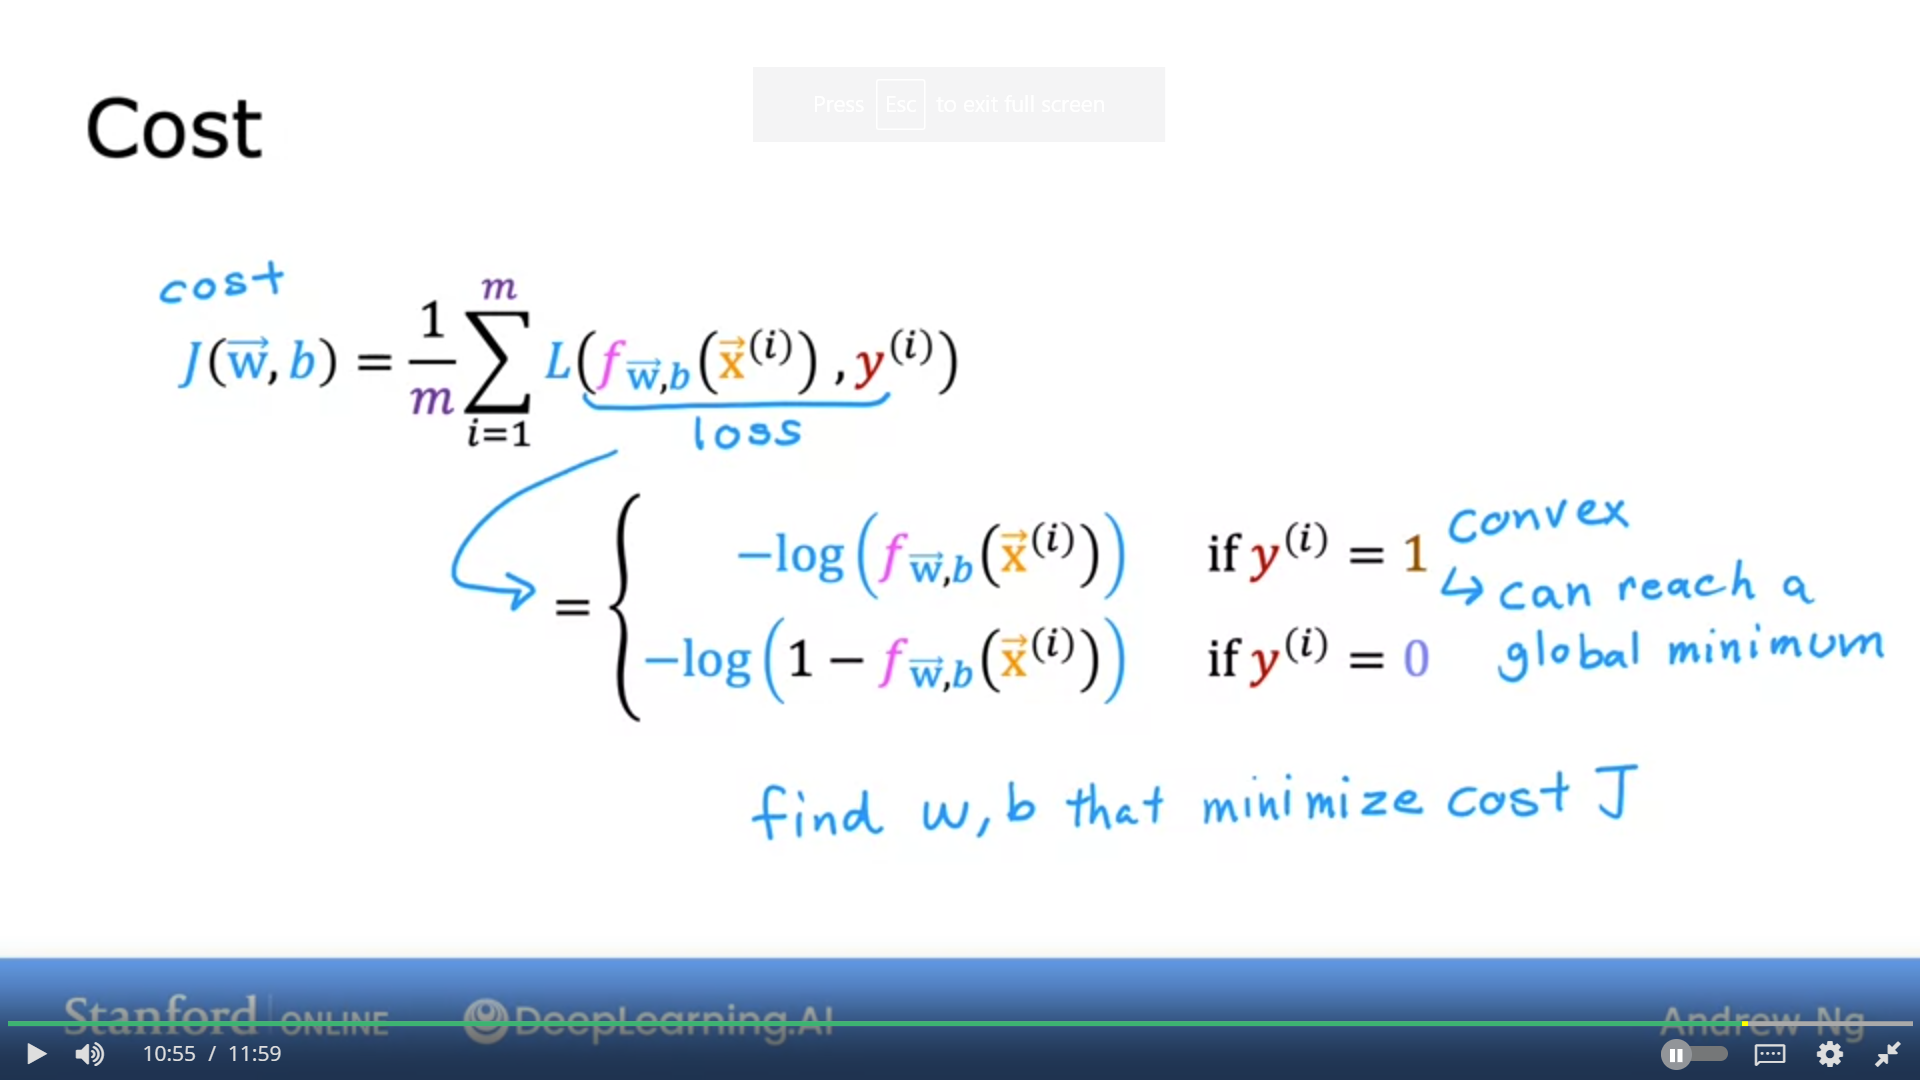 Press Esc to exit full screen
Cost
cost
J(w⃗, b) = 1/m ∑_{i=1}^{m} L(f_{w⃗,b}(x⃗^{(i)}), y^{(i)})
loss
= { −log(f_{w⃗,b}(x⃗^{(i)})) if y^{(i)} = 1
−log(1 − f_{w⃗,b}(x⃗^{(i)})) if y^{(i)} = 0
convex
↳ can reach a
global minimum
find w, b that minimize cost J
Stanford | ONLINE DeepLearning.AI Andrew Ng
10:55 / 11:59